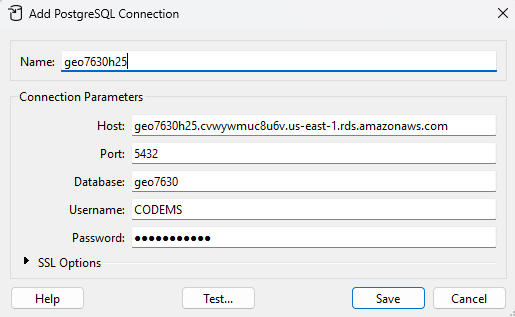 Add PostgreSQL Connection
Name: geo7630h25
Connection Parameters
Host: geo7630h25.cvwywmuc8u6v.us-east-1.rds.amazonaws.com
Port: 5432
Database: geo7630
Username: CODEMS
Password: ●●●●●●●●●●●
SSL Options
Help Test... Save Cancel